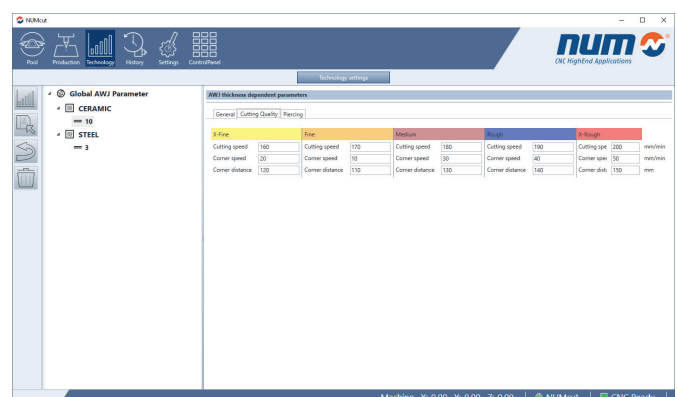 NUMcut
Pool Production Technology History Settings ControlPanel
num
CNC HighEnd Applications
Technology settings
Global AWJ Parameter
CERAMIC
10
STEEL
3
AWJ thickness dependent parameters
General Cutting Quality Piercing
X-Fine Fine Medium Rough X-Rough
Cutting speed 160 Cutting speed 170 Cutting speed 180 Cutting speed 190 Cutting spe 200 mm/min
Corner speed 20 Corner speed 10 Corner speed 30 Corner speed 40 Corner spe 50 mm/min
Corner distance 120 Corner distance 110 Corner distance 130 Corner distance 140 Corner dist 150 mm
Machine X: 0.00 Y: 0.00 Z: 0.00 NUMcut CNC Ready